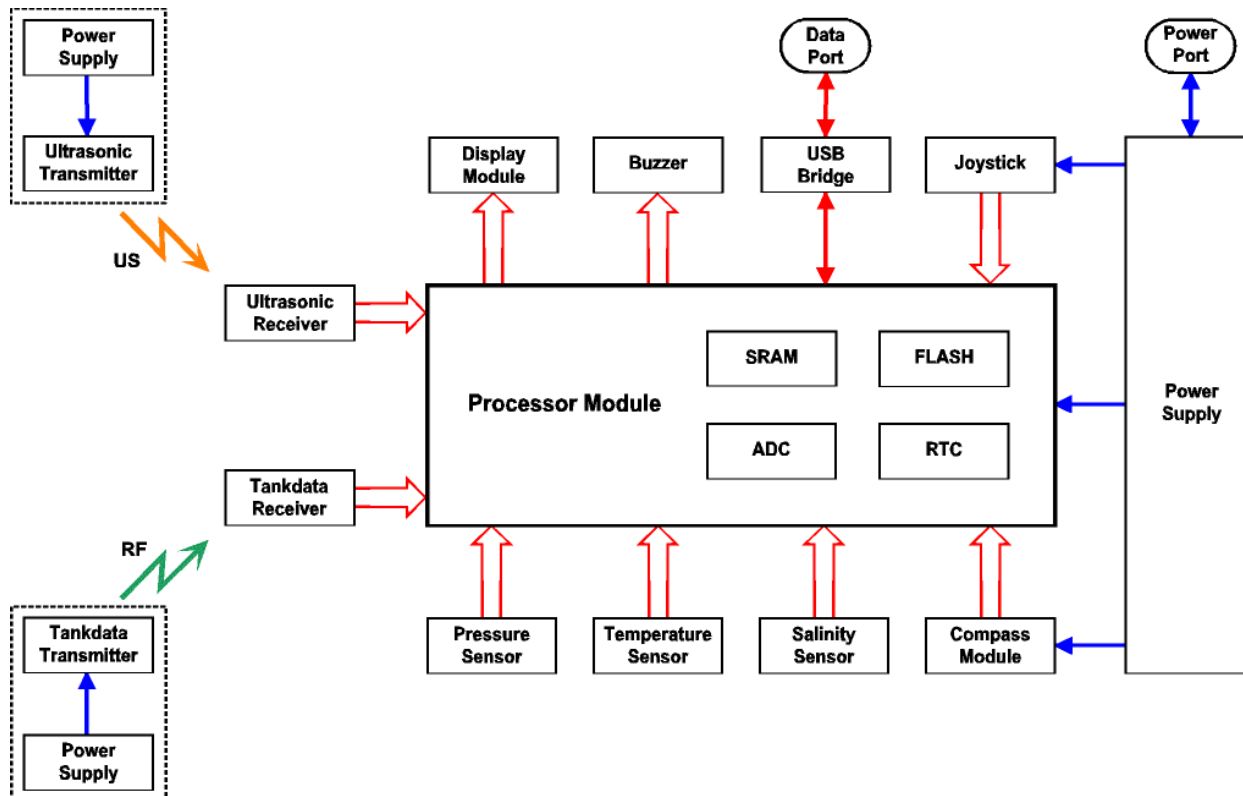 Power
Supply
Ultrasonic
Transmitter
US
Data
Port
Power
Port
Display
Module
Buzzer
USB
Bridge
Joystick
Ultrasonic
Receiver
Processor Module
SRAM
FLASH
ADC
RTC
Power
Supply
Tankdata
Receiver
RF
Tankdata
Transmitter
Power
Supply
Pressure
Sensor
Temperature
Sensor
Salinity
Sensor
Compass
Module